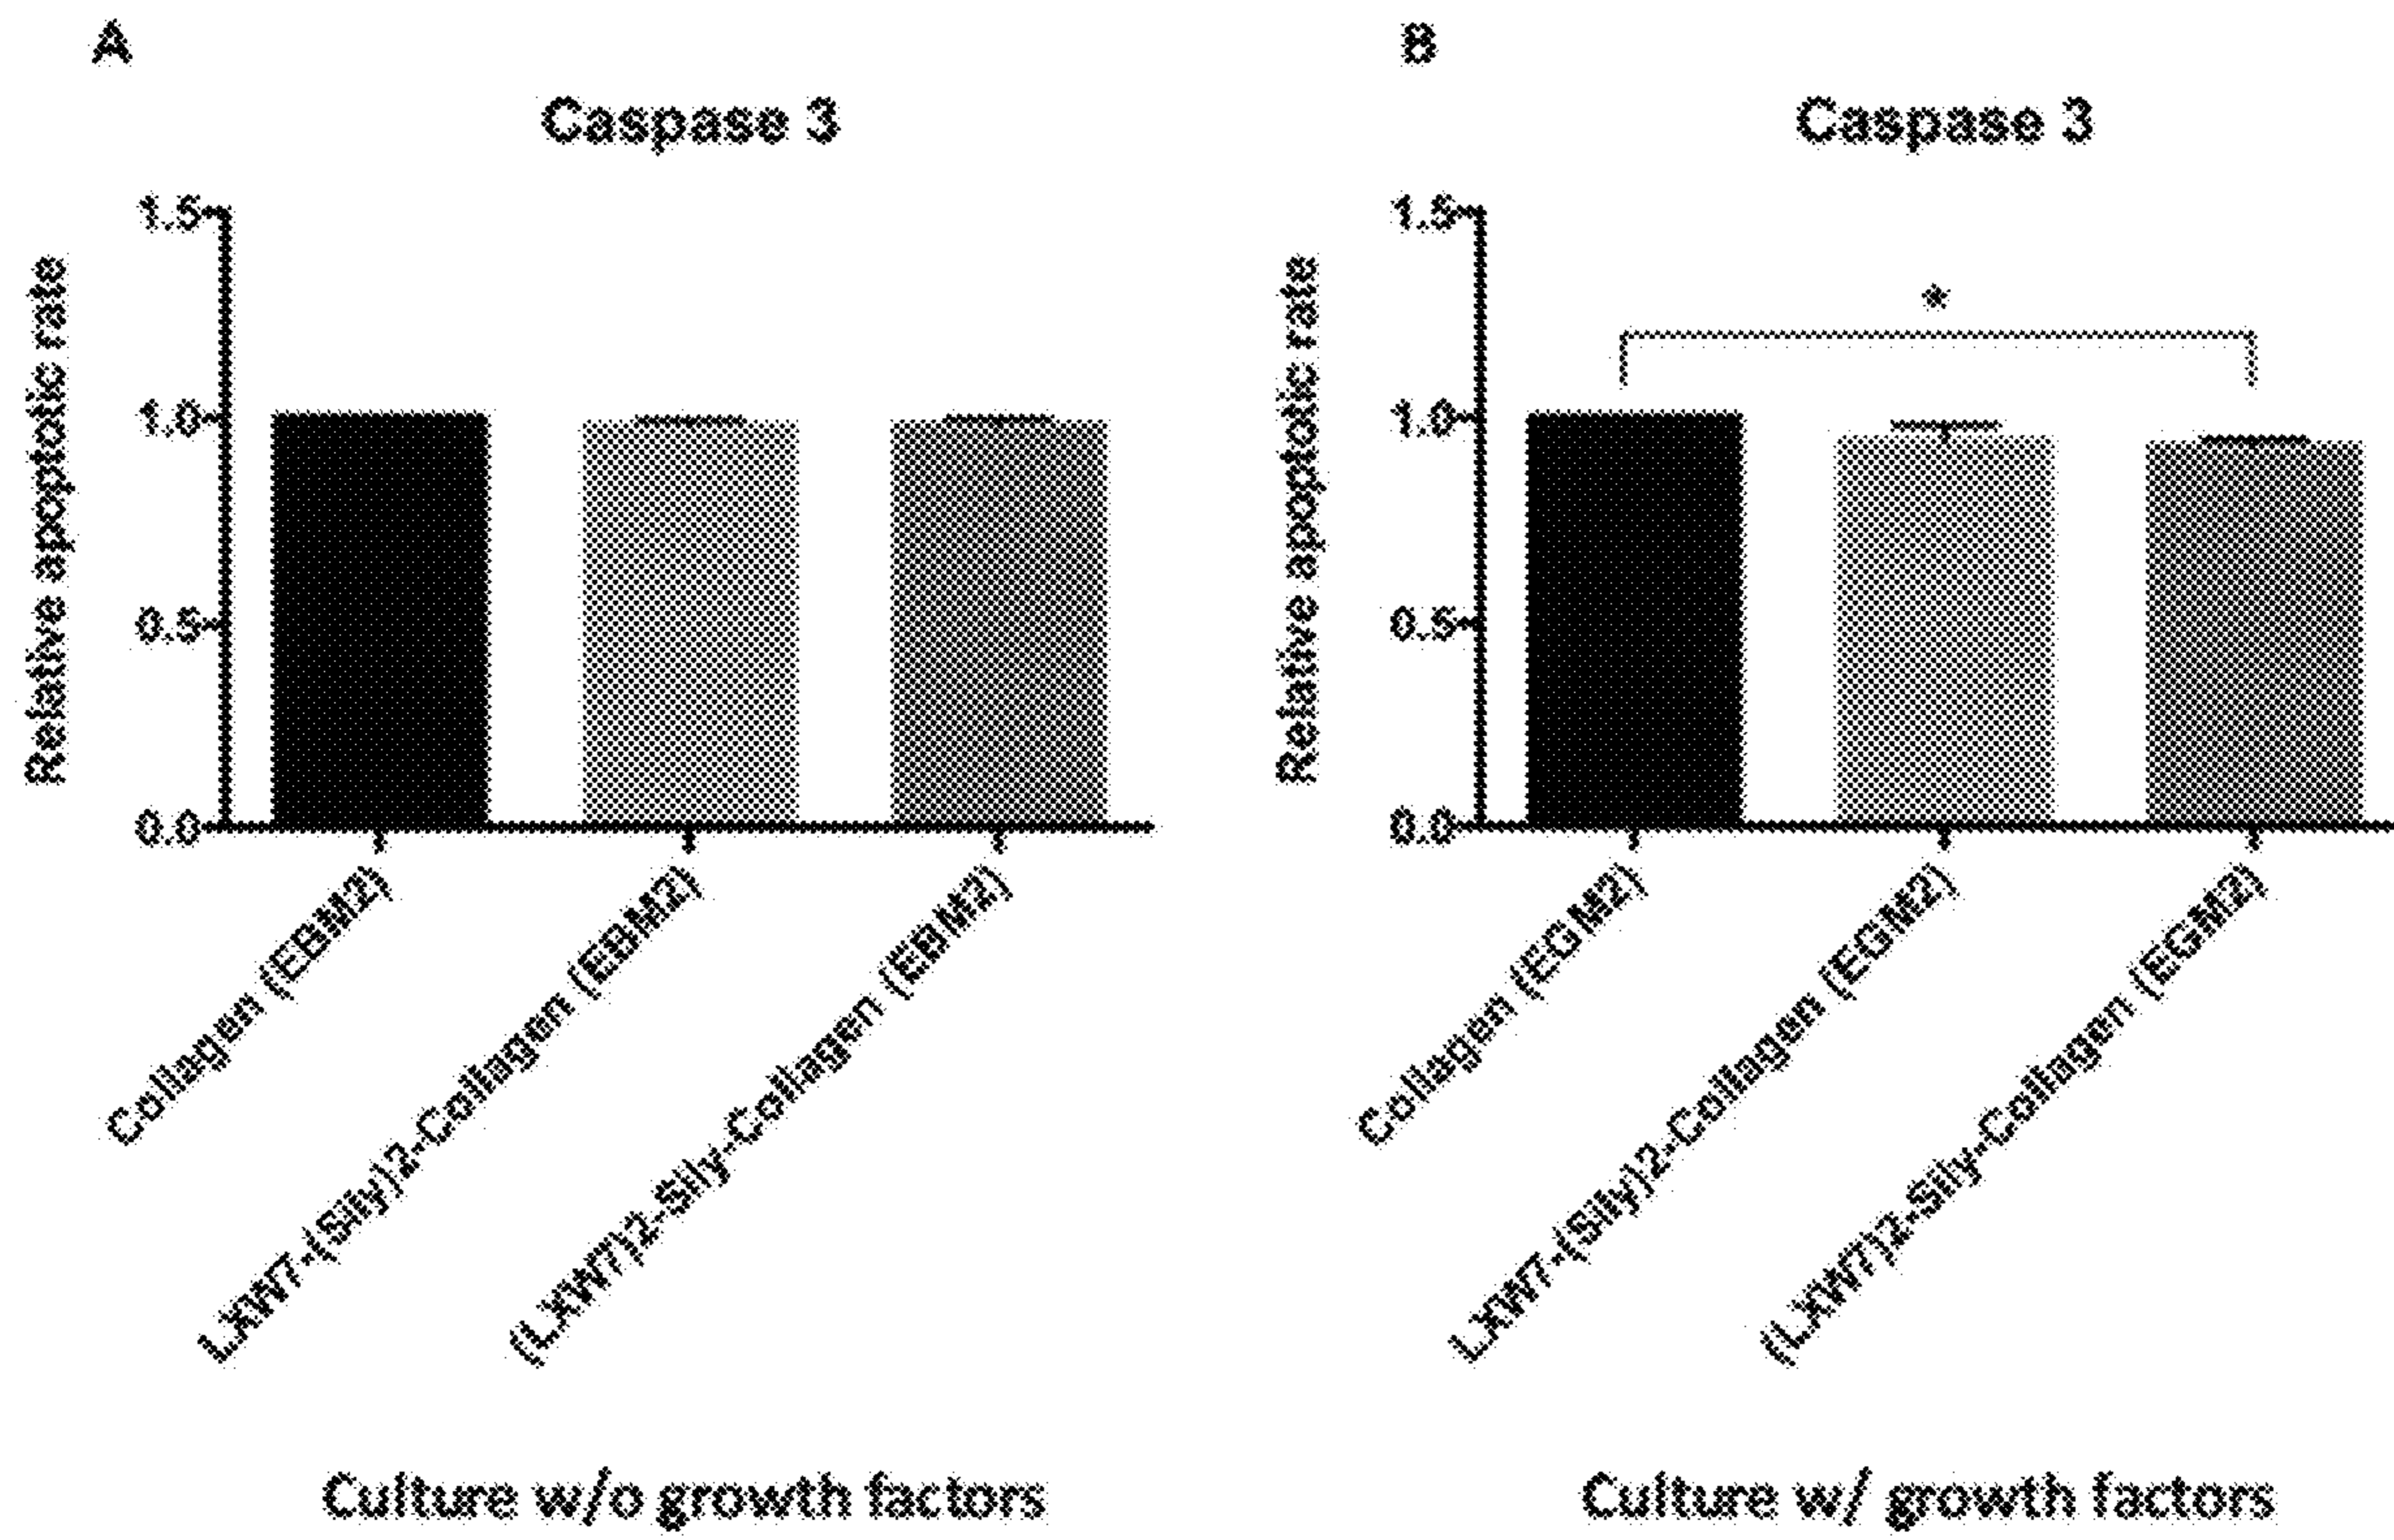 A
Caspase 3
Relative apoptotic rate
1.5
1.0
0.5
0.0
Collagen (EBM2)
LXW7-(Sily)2-Collagen (EBM2)
(LXW7)2-Sily-Collagen (EBM2)
Culture w/o growth factors
B
Caspase 3
Relative apoptotic rate
1.5
1.0
0.5
0.0
*
Collagen (EGM2)
LXW7-(Sily)2-Collagen (EGM2)
(LXW7)2-Sily-Collagen (EGM2)
Culture w/ growth factors